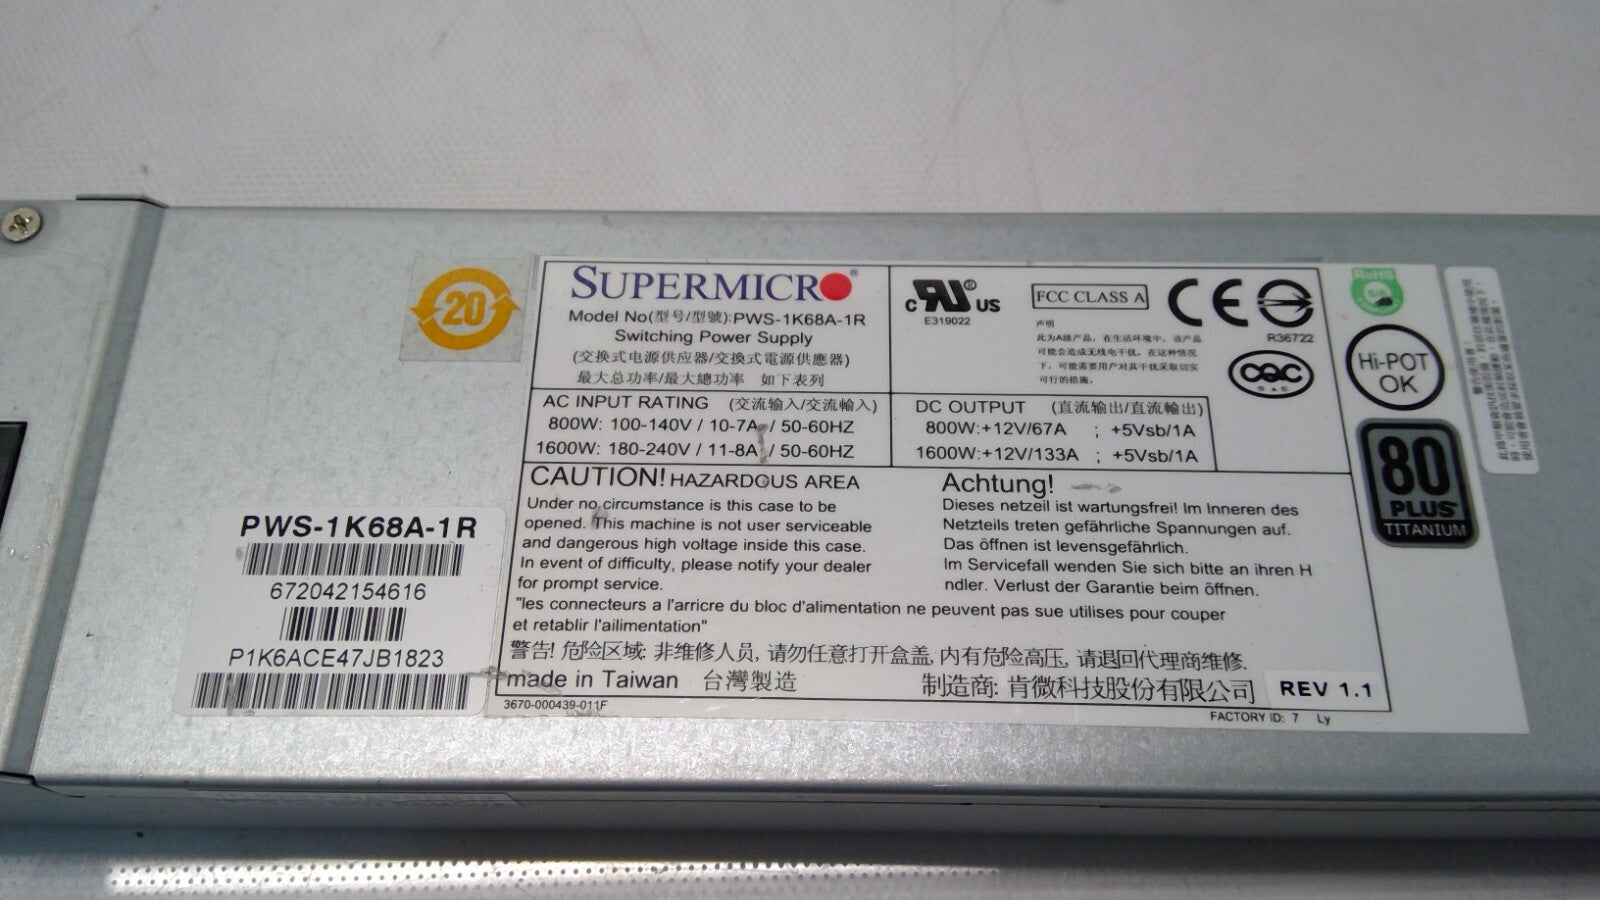 20
SUPERMICRO®
Model No(型号/型號):PWS-1K68A-1R
Switching Power Supply
(交换式电源供应器/交換式電源供應器)
最大总功率/最大總功率 如下表列
c RU® US
E319022
FCC CLASS A
CE
R36722
声明
此为A级产品，在生活环境中，该产品
可能会造成无线电干扰。在这种情况
下，可能需要用户对其干扰采取切实
可行的措施。
CQC
RoHS
Hi-POT
OK
80
PLUS
TITANIUM
AC INPUT RATING (交流输入/交流輸入)
800W: 100-140V / 10-7A / 50-60HZ
1600W: 180-240V / 11-8A / 50-60HZ
DC OUTPUT (直流输出/直流輸出)
800W:+12V/67A ; +5Vsb/1A
1600W:+12V/133A ; +5Vsb/1A
CAUTION! HAZARDOUS AREA
Under no circumstance is this case to be
opened. This machine is not user serviceable
and dangerous high voltage inside this case.
In event of difficulty, please notify your dealer
for prompt service.
Achtung!
Dieses netzeil ist wartungsfrei! Im Inneren des
Netzteils treten gefährliche Spannungen auf.
Das öffnen ist levensgefährlich.
Im Servicefall wenden Sie sich bitte an ihren H
ndler. Verlust der Garantie beim öffnen.
"les connecteurs a l'arricre du bloc d'alimentation ne peuvent pas sue utilises pour couper
et retablir l'ailimentation"
警告! 危险区域: 非维修人员, 请勿任意打开盒盖, 内有危险高压, 请退回代理商维修.
made in Taiwan 台灣製造
制造商: 肯微科技股份有限公司
REV 1.1
3670-000439-011F
FACTORY ID: 7 Ly
PWS-1K68A-1R
672042154616
P1K6ACE47JB1823